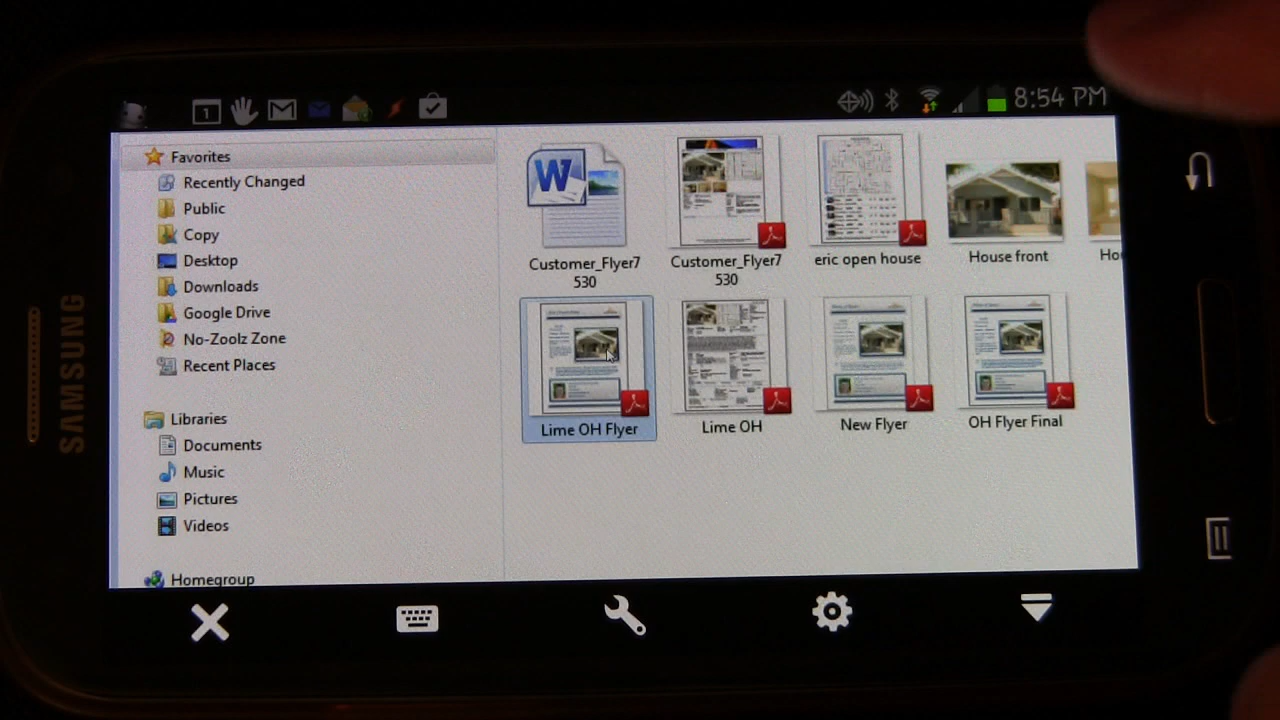 SAMSUNG
1
8:54 PM
Favorites
Recently Changed
Public
Copy
Desktop
Downloads
Google Drive
No-Zoolz Zone
Recent Places
Libraries
Documents
Music
Pictures
Videos
Homegroup
W
Customer_Flyer7
530
Customer_Flyer7
530
eric open house
House front
Ho
Lime OH Flyer
Lime OH
New Flyer
OH Flyer Final